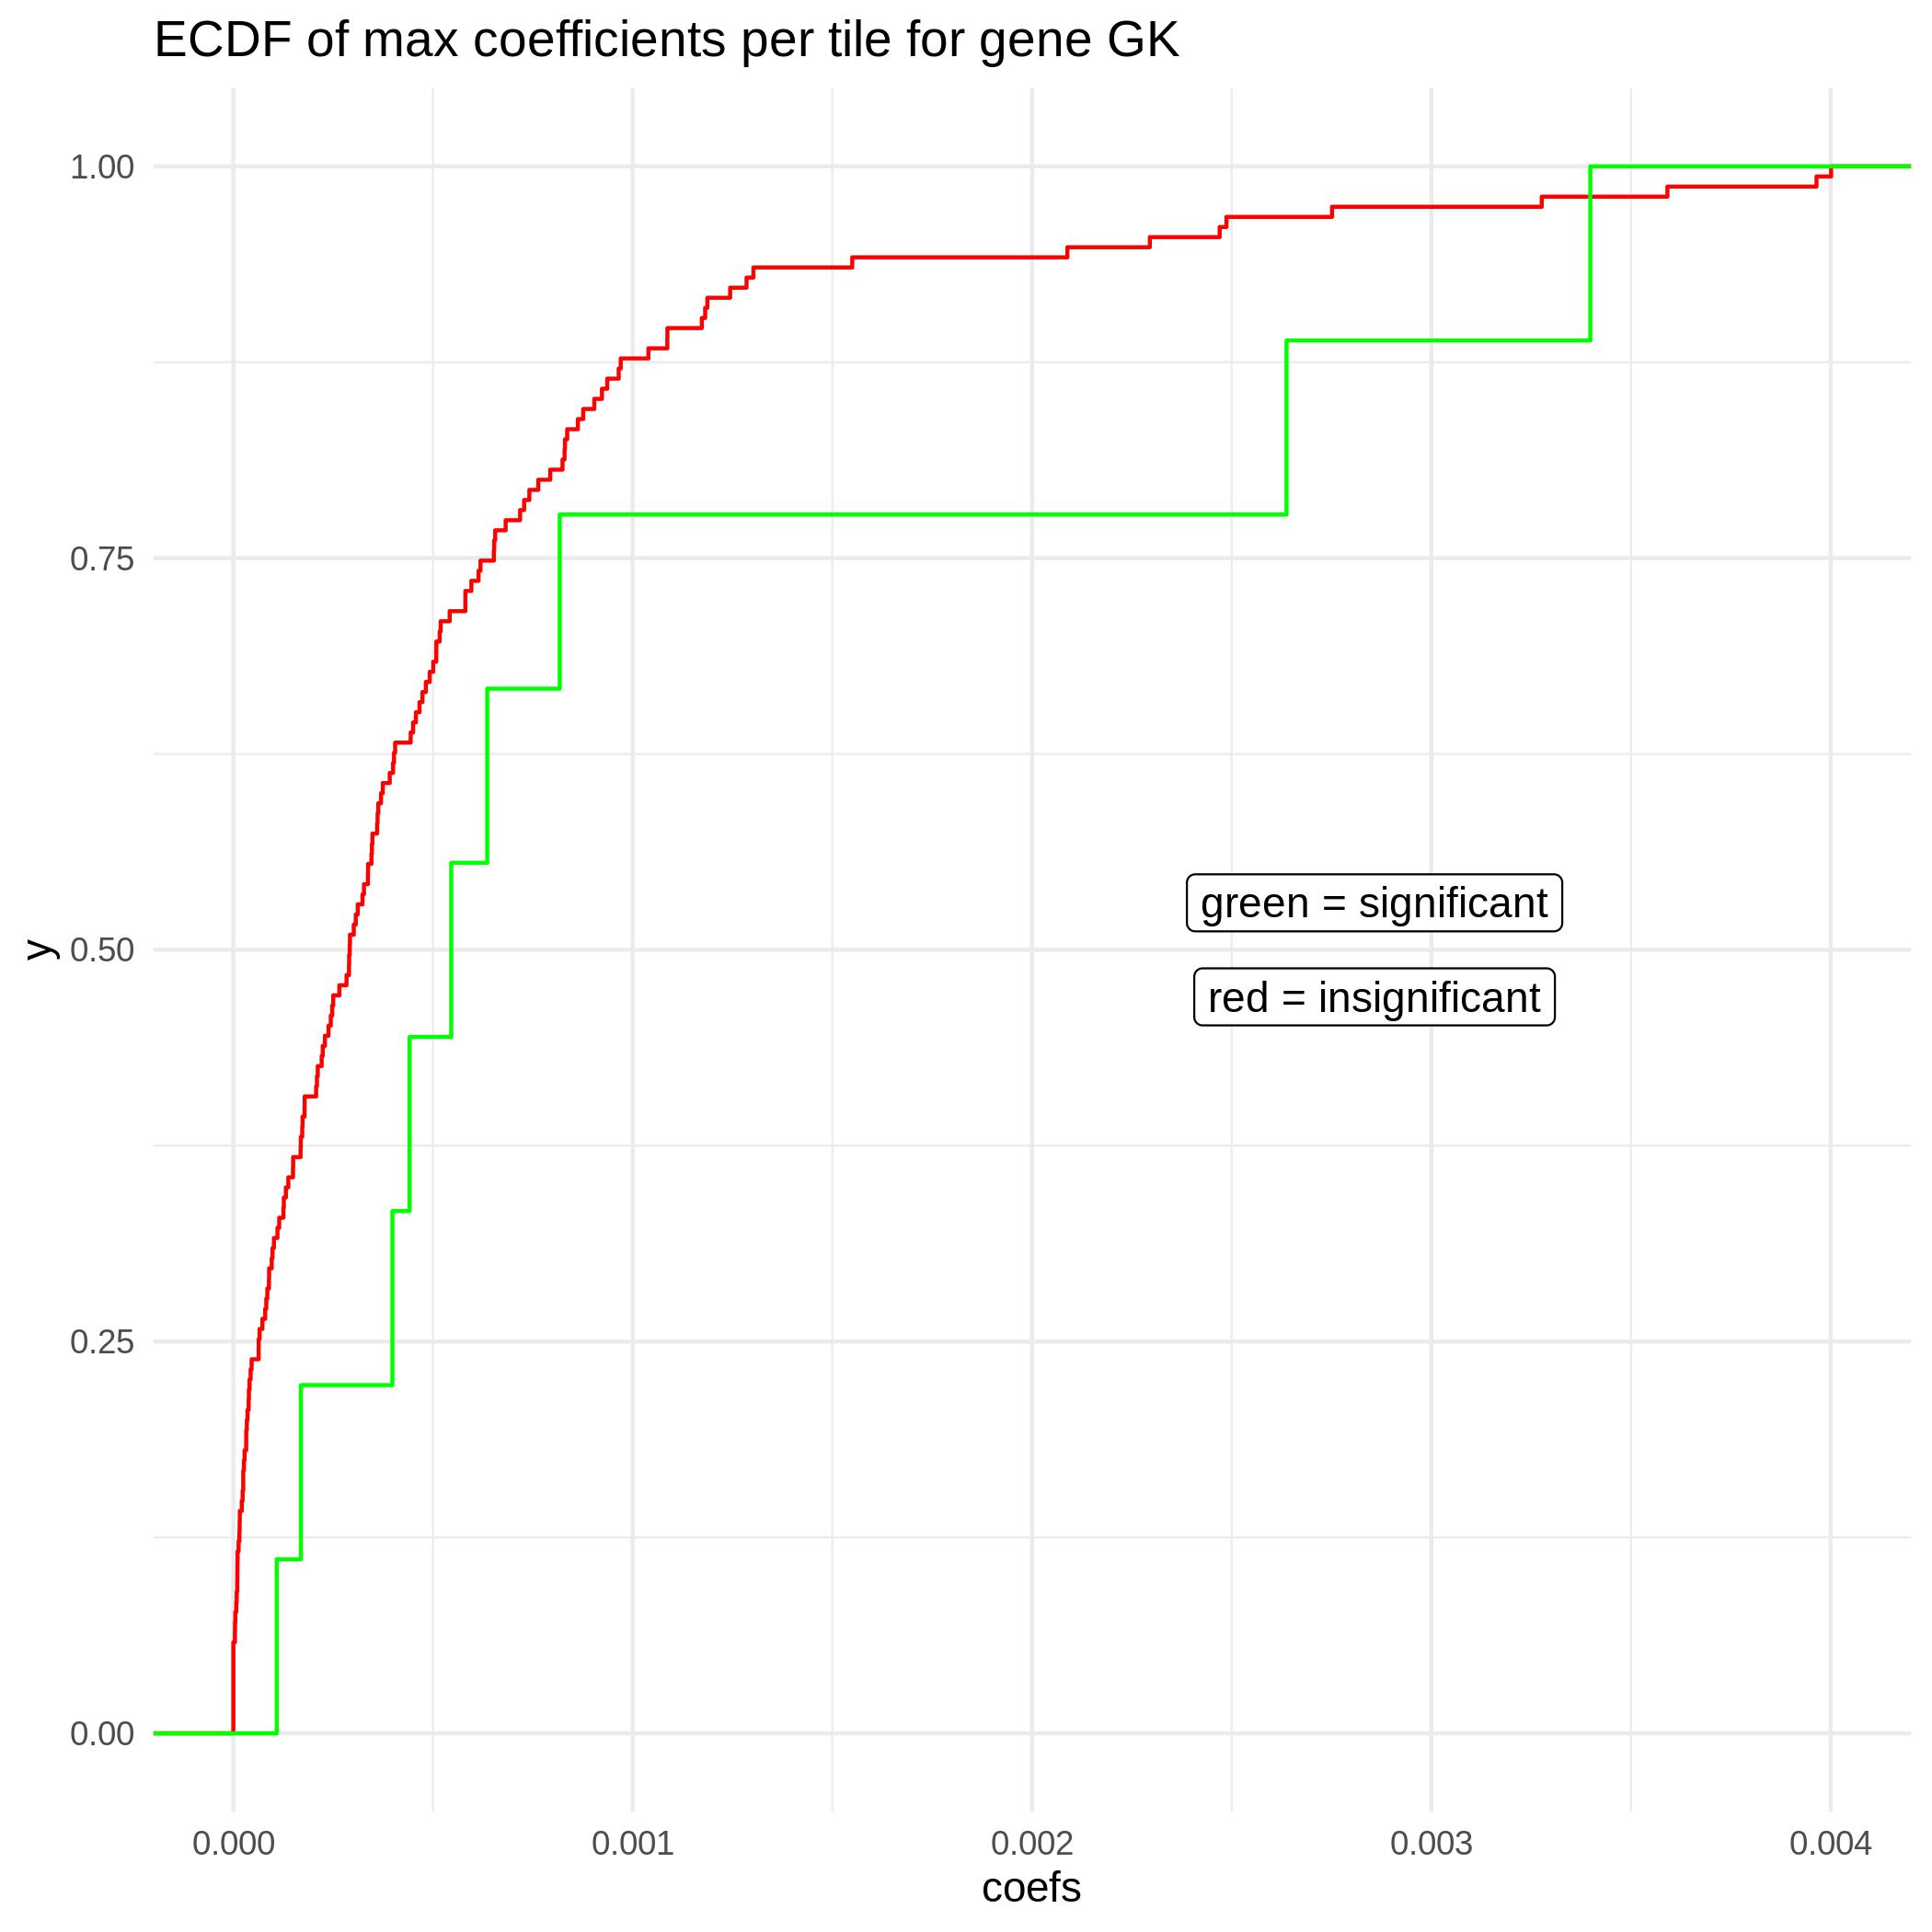 ECDF of max coefficients per tile for gene GK
1.00
0.75
0.50
0.25
0.00
y
green = significant
red = insignificant
0.000 0.001 0.002 0.003 0.004
coefs